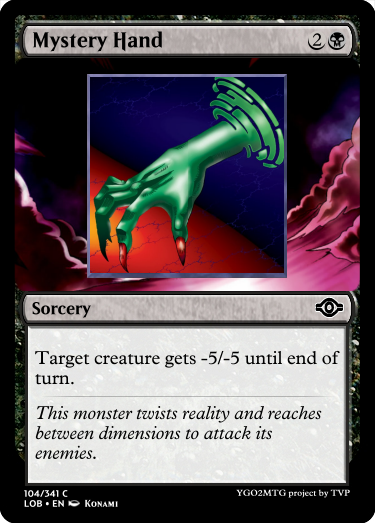 Mystery Hand 2
Sorcery
Target creature gets -5/-5 until end of
turn.
This monster twists reality and reaches
between dimensions to attack its
enemies.
104/341 C
LOB • EN Konami
YGO2MTG project by TVP